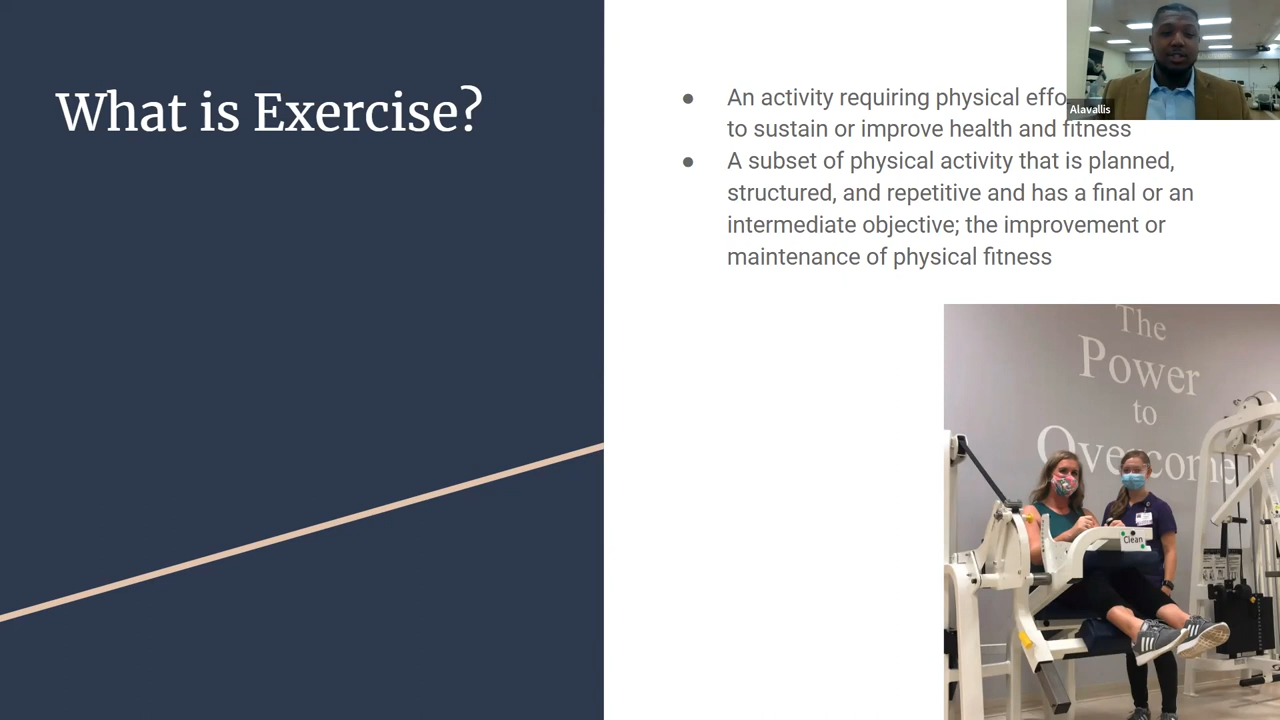 What is Exercise?
● An activity requiring physical effo
to sustain or improve health and fitness
● A subset of physical activity that is planned,
structured, and repetitive and has a final or an
intermediate objective; the improvement or
maintenance of physical fitness
Alavallis
The
Power
to
Overcome
Clean